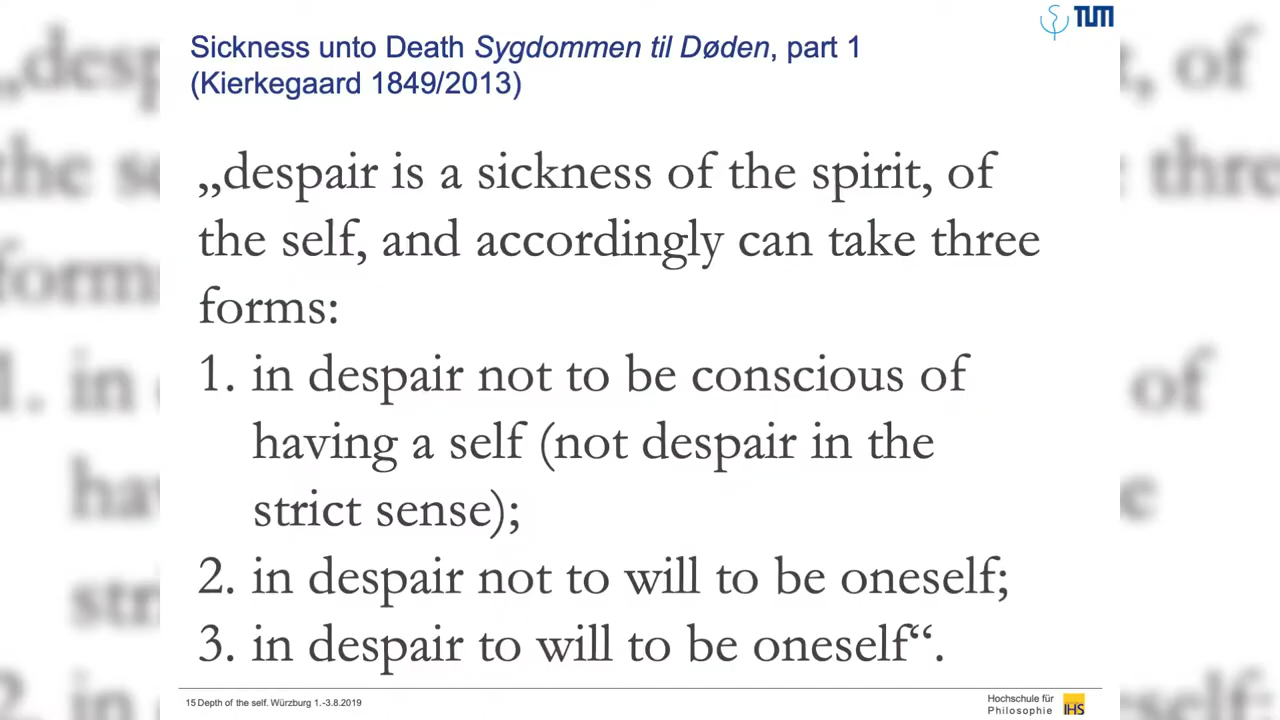 TUM
Sickness unto Death Sygdommen til Døden, part 1
(Kierkegaard 1849/2013)
„despair is a sickness of the spirit, of
the self, and accordingly can take three
forms:
1. in despair not to be conscious of
having a self (not despair in the
strict sense);
2. in despair not to will to be oneself;
3. in despair to will to be oneself“.
15 Depth of the self. Würzburg 1.-3.8.2019
Hochschule für
Philosophie IHS